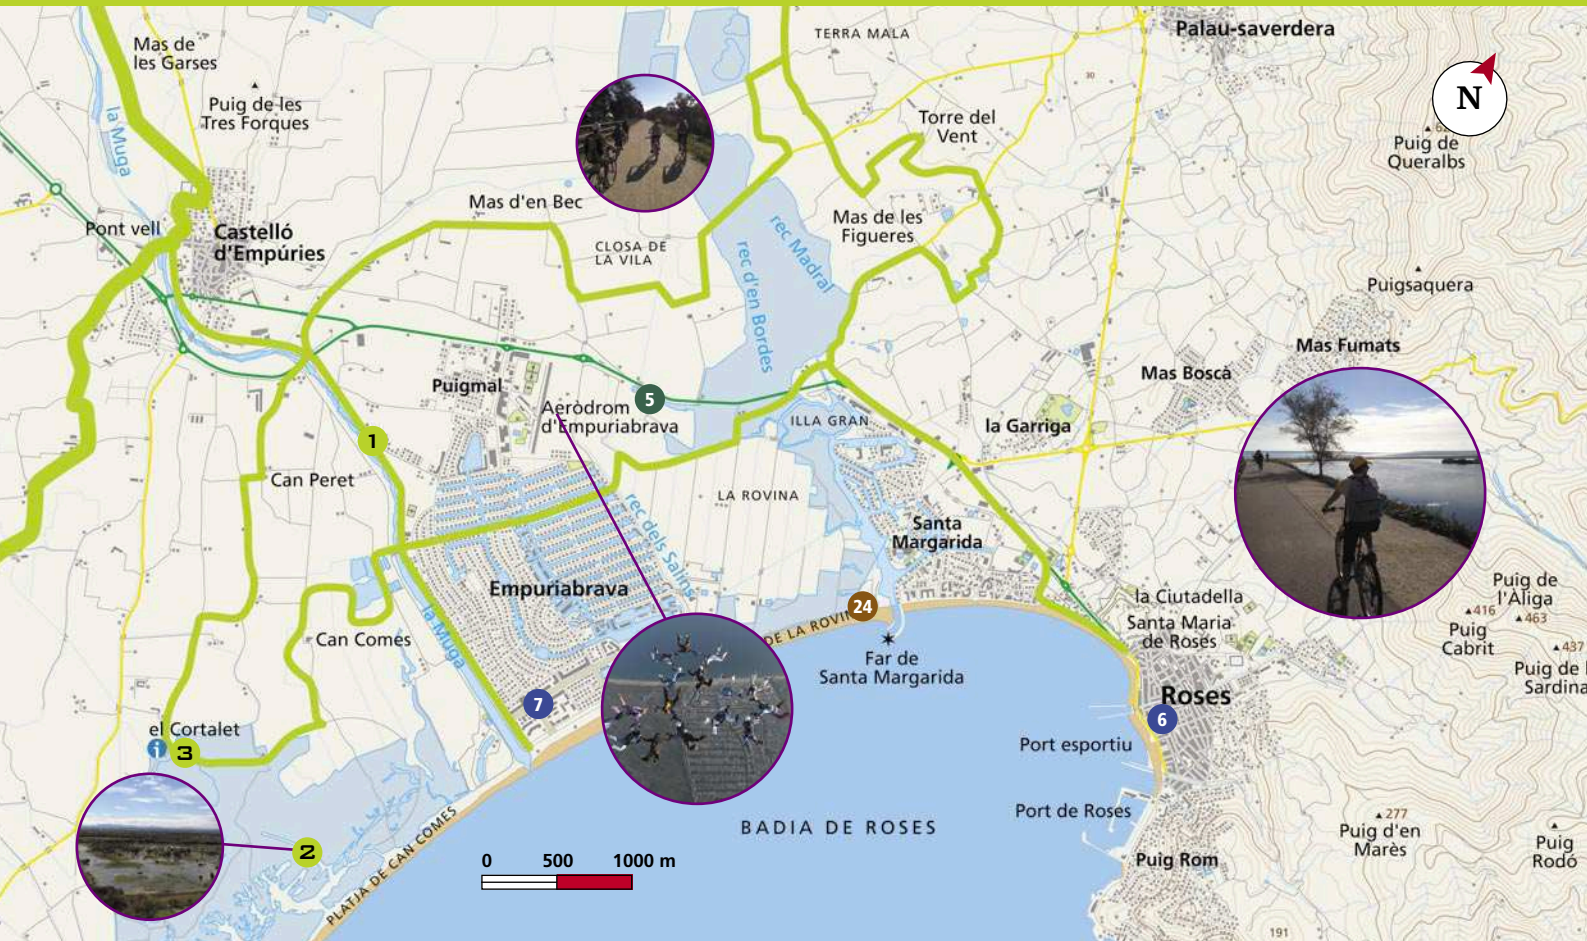 Mas de
les Garses
TERRA MALA
Palau-saverdera
N
la Muga
Puig de les
Tres Forques
30
Torre del
Vent
Puig de
Queralbs
Mas d'en Bec
Pont vell
Castelló
d'Empúries
CLOSA DE
LA VILA
rec Madral
rec d'en Bordes
Mas de les
Figueres
Puigsaquera
Mas Fumats
Mas Boscà
Puigmal
Aeròdrom
d'Empuriabrava
5
ILLA GRAN
la Garriga
1
Can Peret
LA ROVINA
rec dels Salins
Santa
Margarida
Empuriabrava
la Muga
24
DE LA ROVIN
la Ciutadella
Santa Maria
de Roses
Puig de
l'Àliga
416
463
Puig
Cabrit
437
Puig de l
Sardina
Can Comes
Far de
Santa Margarida
Roses
7
6
el Cortalet
i
3
Port esportiu
Port de Roses
BADIA DE ROSES
277
Puig d'en
Marès
Puig
Rodó
Puig Rom
2
PLATJA DE CAN COMES
0 500 1000 m
191